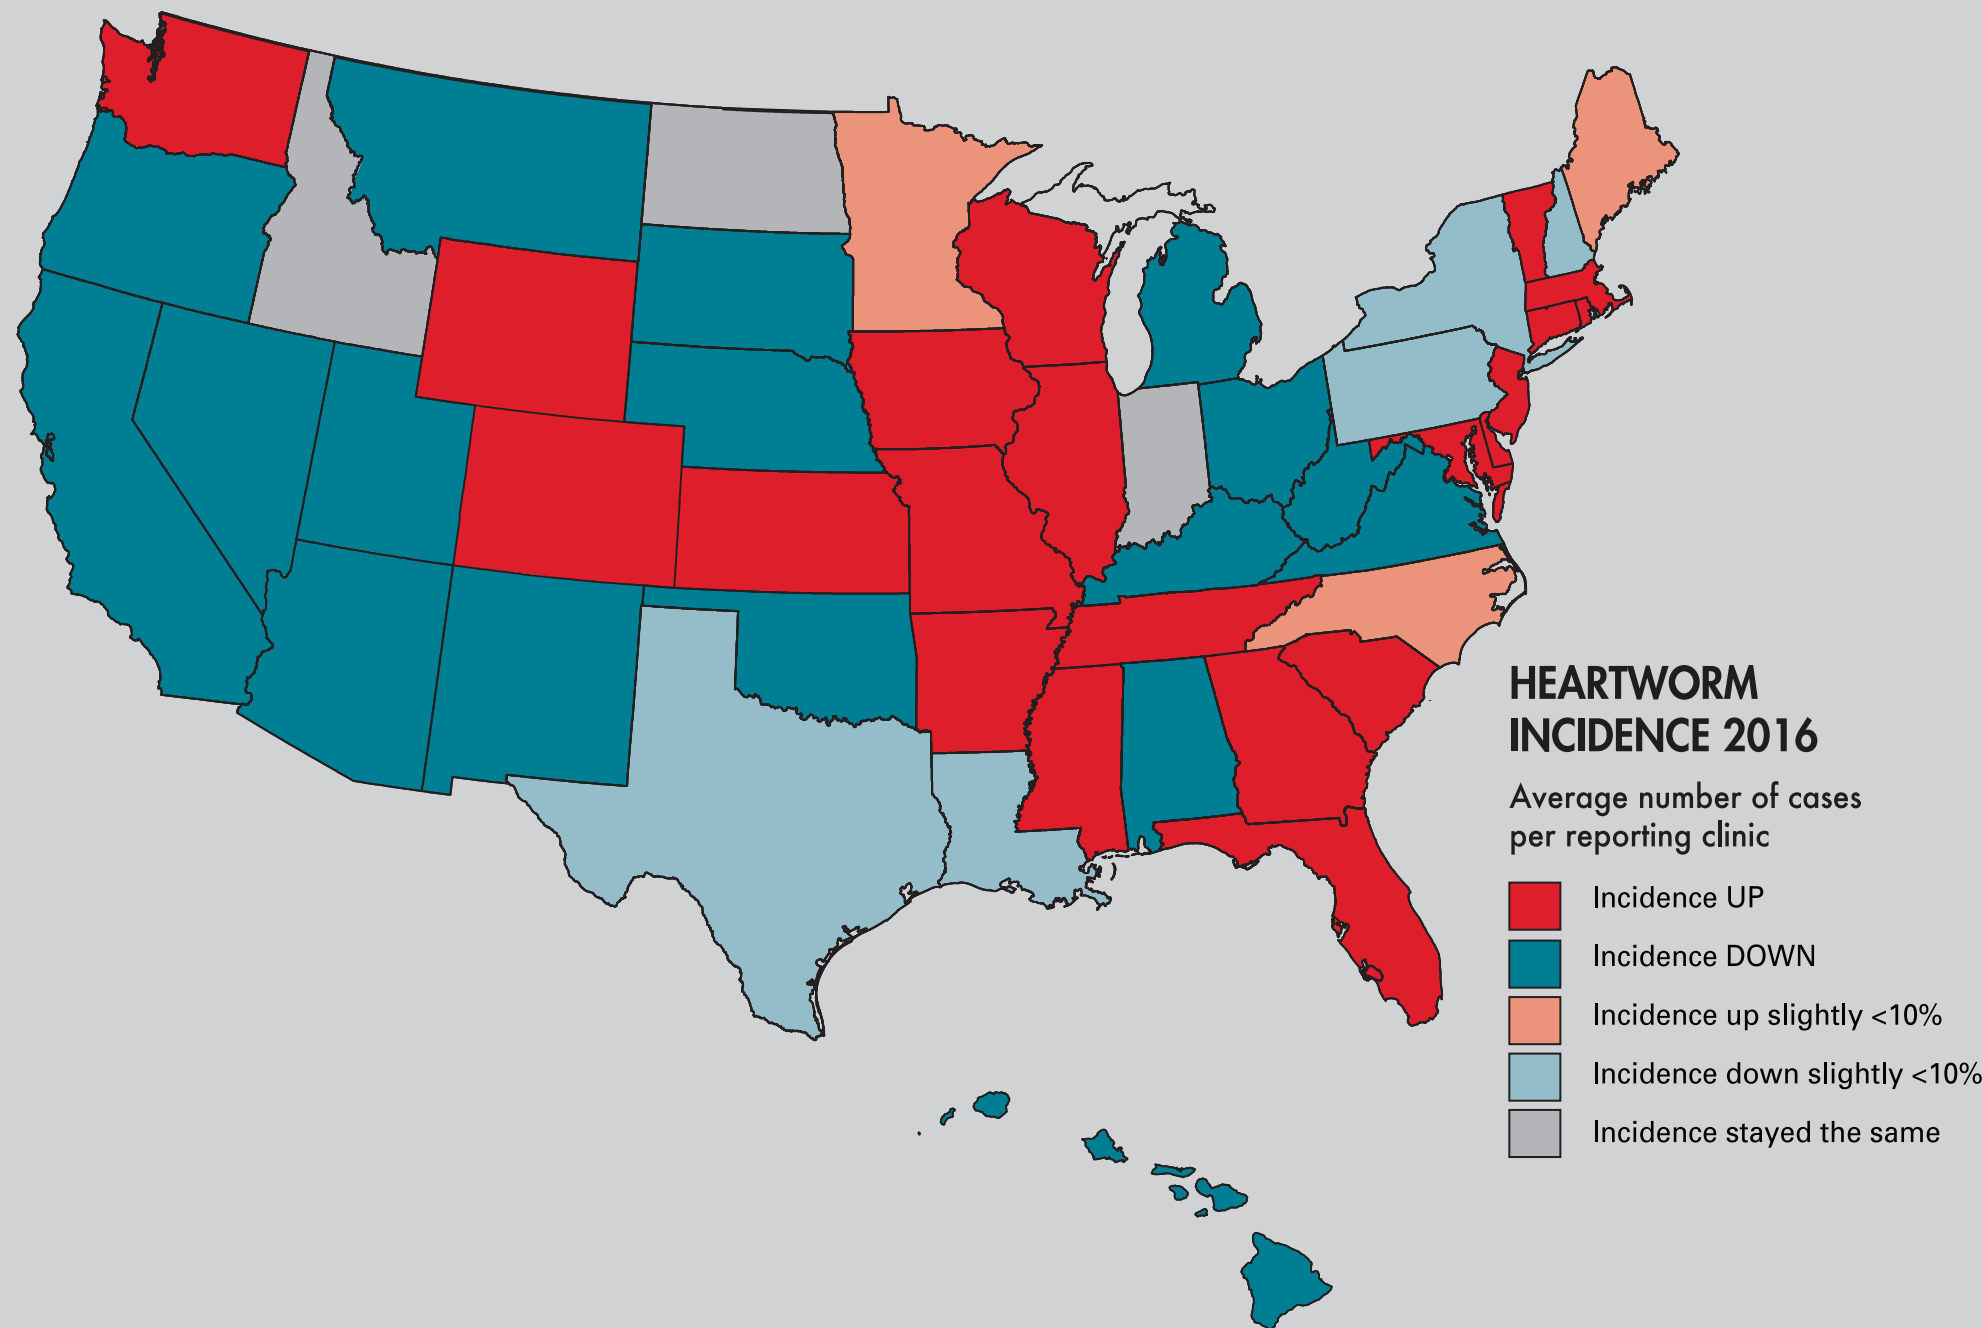 HEARTWORM
INCIDENCE 2016
Average number of cases
per reporting clinic
Incidence UP
Incidence DOWN
Incidence up slightly <10%
Incidence down slightly <10%
Incidence stayed the same